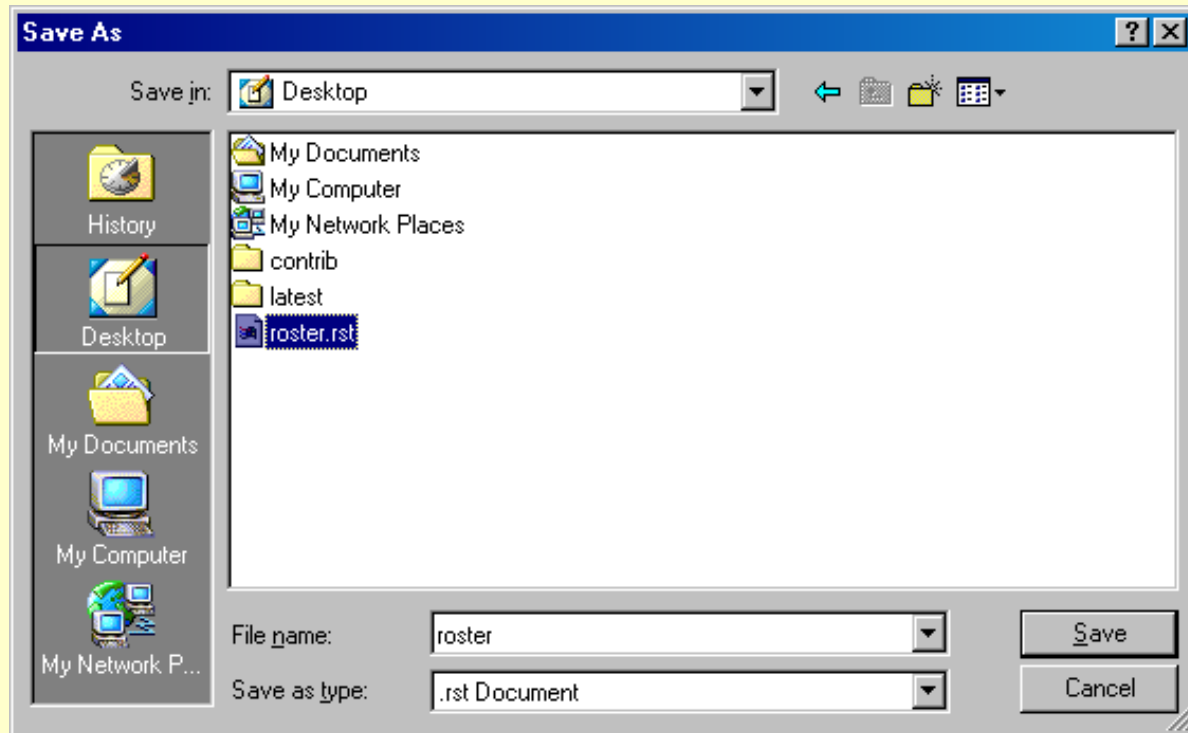 Save As
Save in: Desktop
History
Desktop
My Documents
My Computer
My Network P...
My Documents
My Computer
My Network Places
contrib
latest
roster.rst
File name: roster
Save
Save as type: .rst Document
Cancel